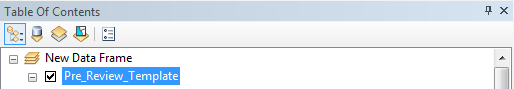 Table Of Contents
New Data Frame
Pre_Review_Template